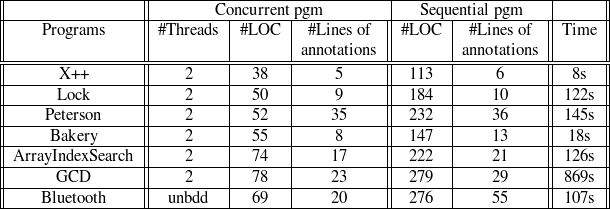 Concurrent pgm Sequential pgm
Programs #Threads #LOC #Lines of #LOC #Lines of Time
annotations annotations
X++ 2 38 5 113 6 8s
Lock 2 50 9 184 10 122s
Peterson 2 52 35 232 36 145s
Bakery 2 55 8 147 13 18s
ArrayIndexSearch 2 74 17 222 21 126s
GCD 2 78 23 279 29 869s
Bluetooth unbdd 69 20 276 55 107s